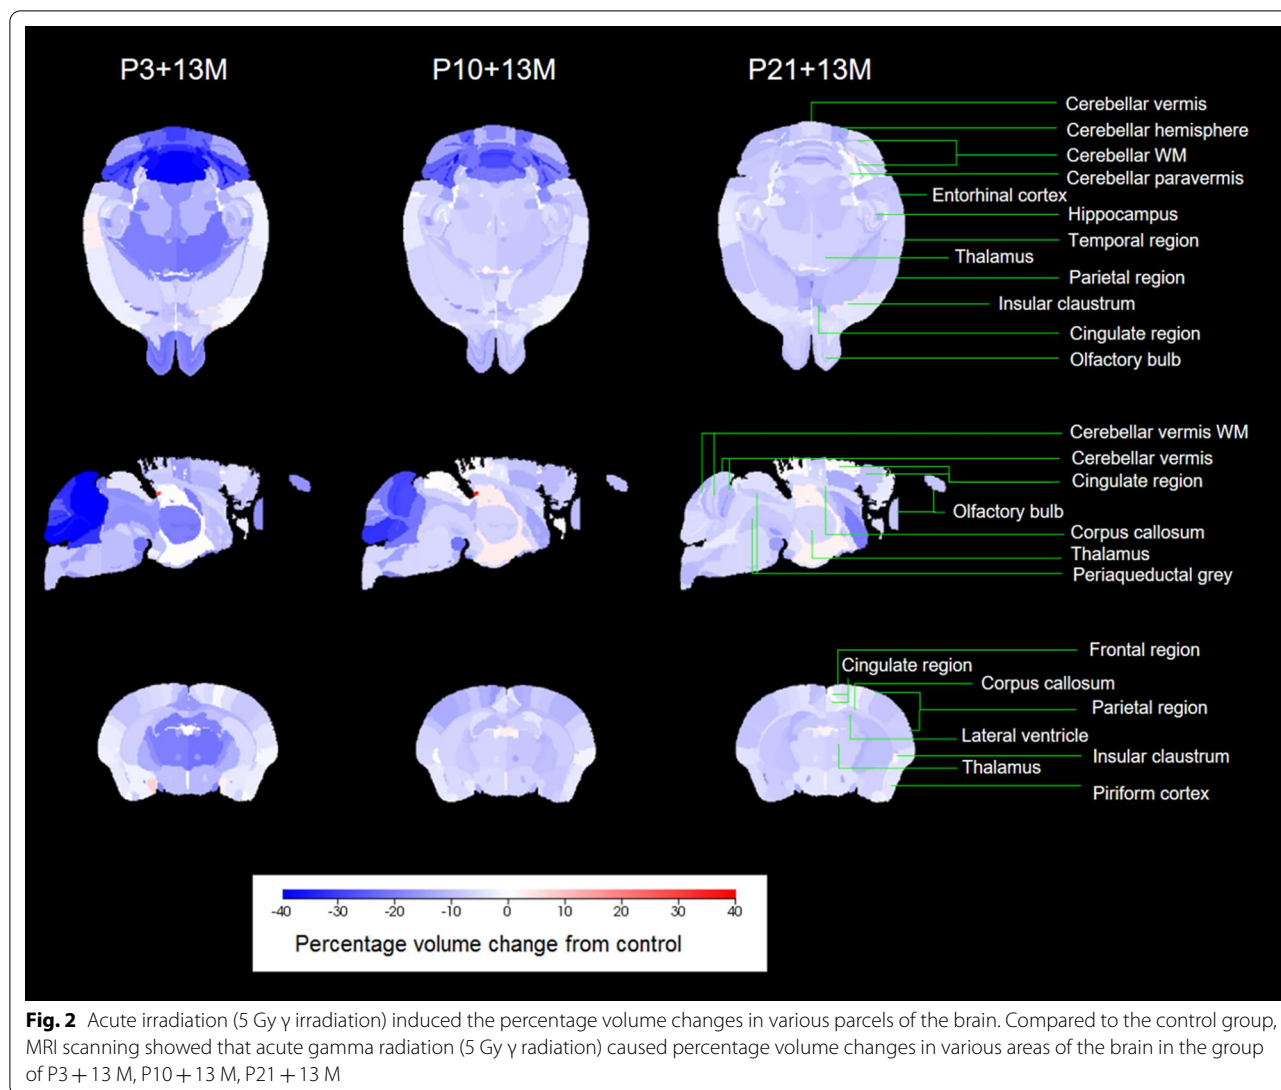 P3+13M
P10+13M
P21+13M
Cerebellar vermis
Cerebellar hemisphere
Cerebellar WM
Cerebellar paravermis
Entorhinal cortex
Hippocampus
Temporal region
Thalamus
Parietal region
Insular claustrum
Cingulate region
Olfactory bulb
Cerebellar vermis WM
Cerebellar vermis
Cingulate region
Olfactory bulb
Corpus callosum
Thalamus
Periaqueductal grey
Frontal region
Cingulate region
Corpus callosum
Parietal region
Lateral ventricle
Insular claustrum
Thalamus
Piriform cortex
-40 -30 -20 -10 0 10 20 30 40
Percentage volume change from control
Fig. 2 Acute irradiation (5 Gy γ irradiation) induced the percentage volume changes in various parcels of the brain. Compared to the control group,
MRI scanning showed that acute gamma radiation (5 Gy γ radiation) caused percentage volume changes in various areas of the brain in the group
of P3 + 13 M, P10 + 13 M, P21 + 13 M